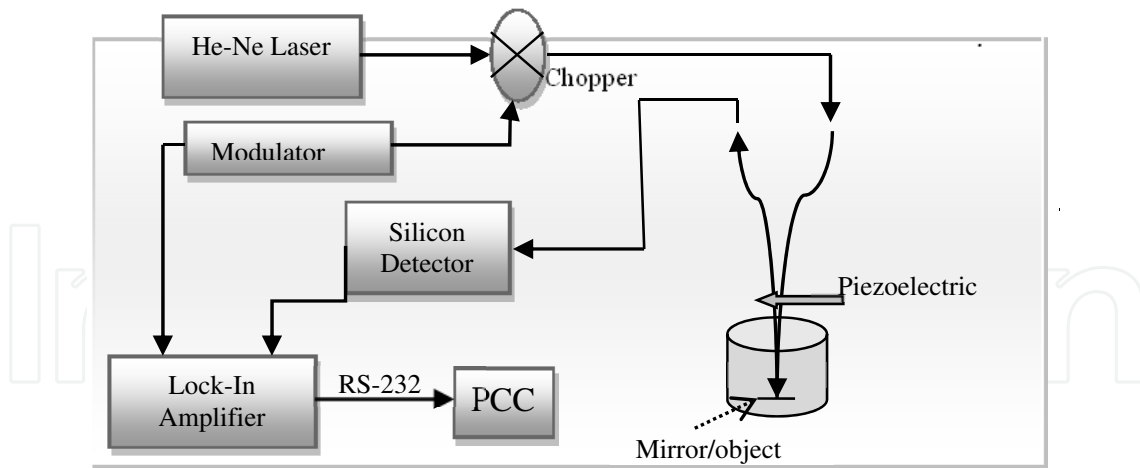 He-Ne Laser
Chopper
Modulator
Silicon
Detector
Piezoelectric
Lock-In
Amplifier
RS-232
PCC
Mirror/object